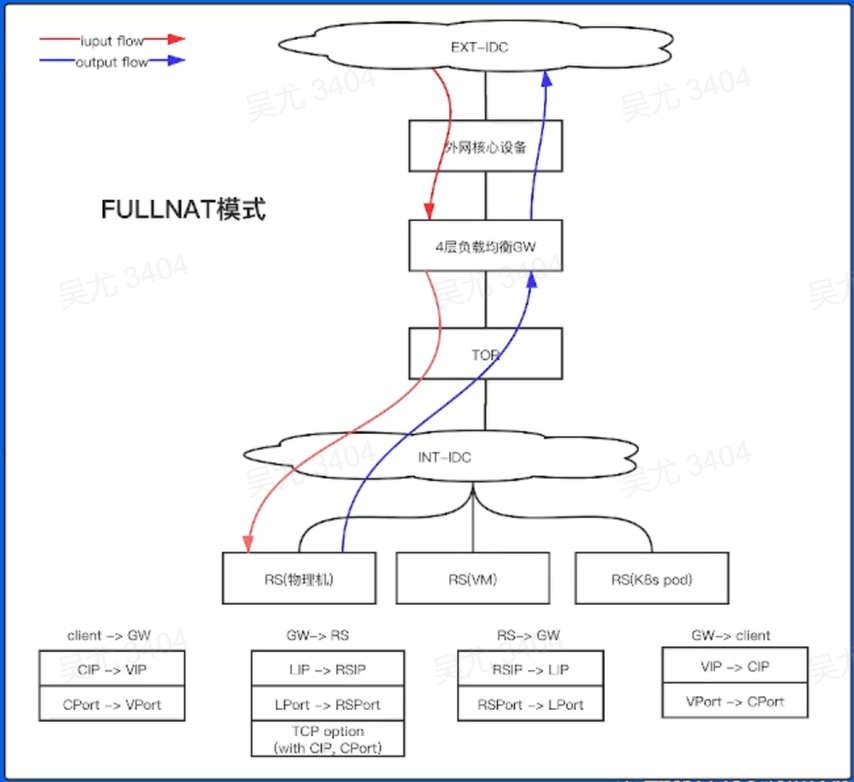 iuput flow
output flow
EXT-IDC
外网核心设备
FULLNAT模式
4层负载均衡GW
TOR
INT-IDC
RS(物理机)
RS(VM)
RS(K8s pod)
client -> GW
CIP -> VIP
CPort -> VPort
GW-> RS
LIP -> RSIP
LPort -> RSPort
TCP option
(with CIP, CPort)
RS-> GW
RSIP -> LIP
RSPort -> LPort
GW-> client
VIP -> CIP
VPort -> CPort
吴尤 3404
吴尤 3404
吴尤 3404
吴尤 3404
吴尤
吴尤 3404
吴尤 3404
吴尤 3404
吴尤 3404
吴尤